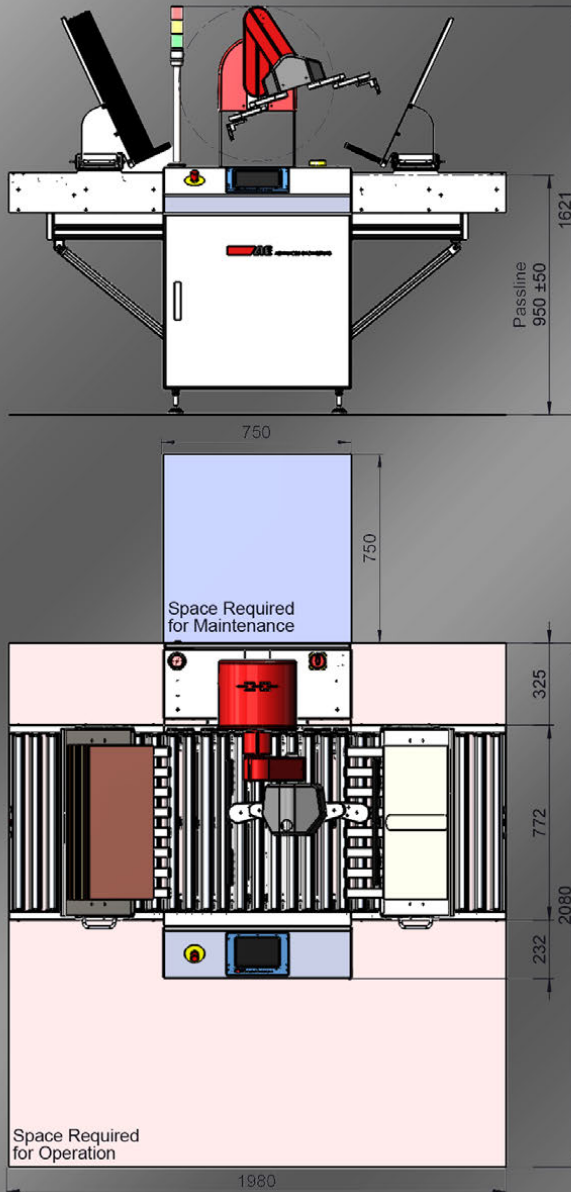 1621
Passline
950 ±50
AE
750
750
Space Required
for Maintenance
325
772
2080
232
Space Required
for Operation
1980